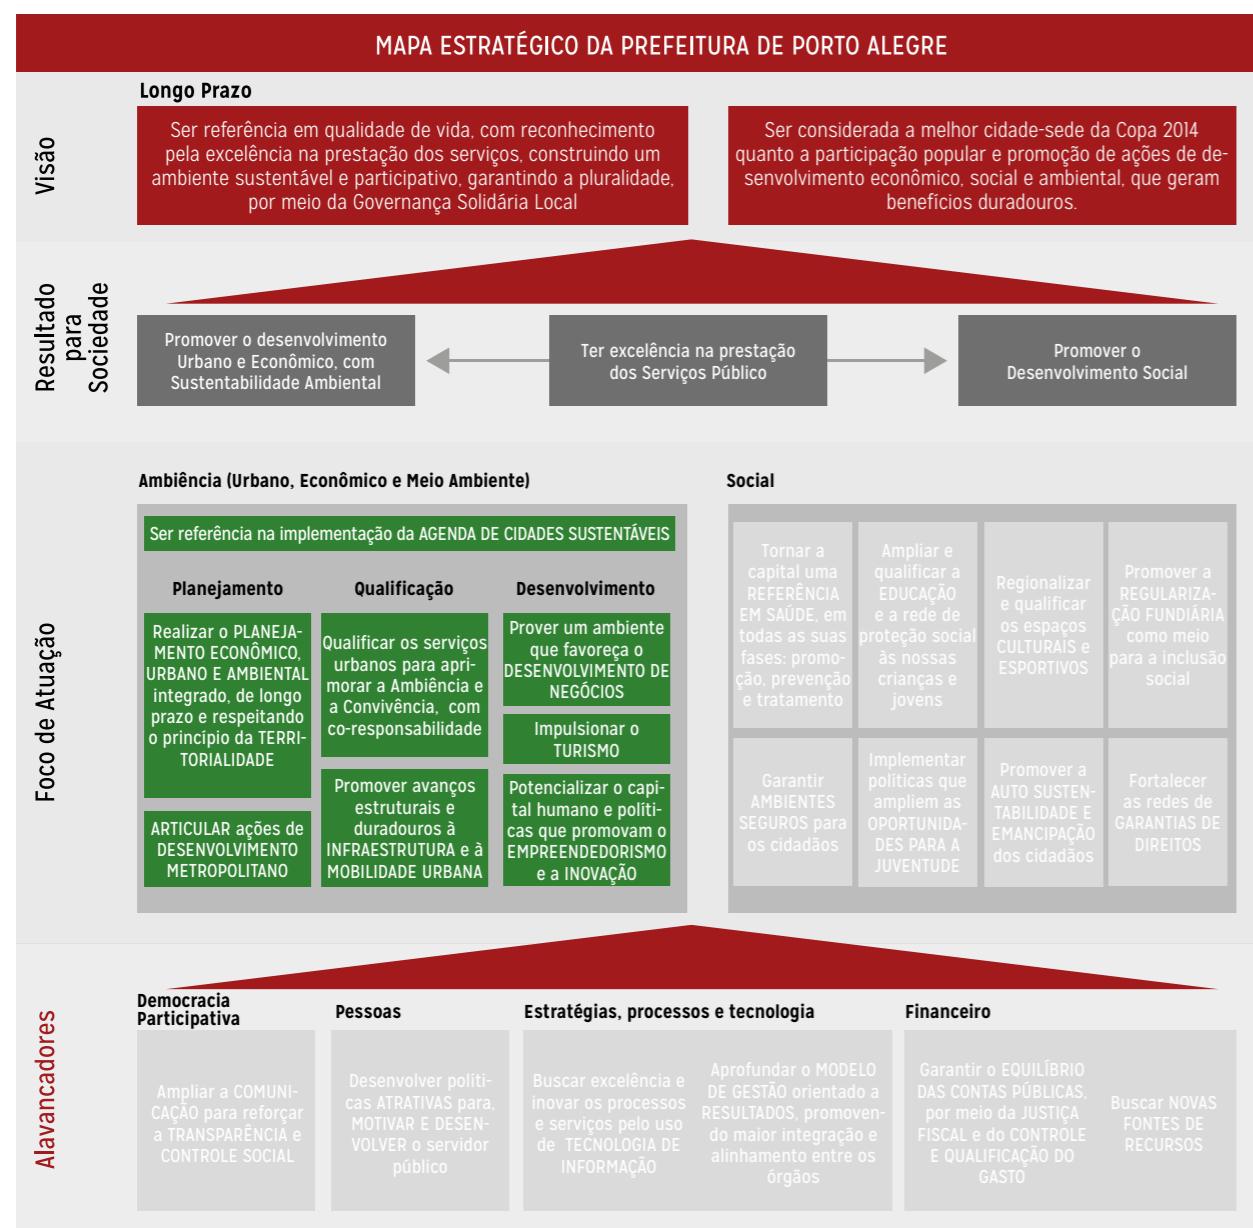 MAPA ESTRATÉGICO DA PREFEITURA DE PORTO ALEGRE
Visão
Longo Prazo
Ser referência em qualidade de vida, com reconhecimento
pela excelência na prestação dos serviços, construindo um
ambiente sustentável e participativo, garantindo a pluralidade,
por meio da Governança Solidária Local
Ser considerada a melhor cidade-sede da Copa 2014
quanto a participação popular e promoção de ações de de-
senvolvimento econômico, social e ambiental, que geram
benefícios duradouros.
Resultado
para
Sociedade
Promover o desenvolvimento
Urbano e Econômico, com
Sustentabilidade Ambiental
Ter excelência na prestação
dos Serviços Público
Promover o
Desenvolvimento Social
Foco de Atuação
Ambiência (Urbano, Econômico e Meio Ambiente)
Ser referência na implementação da AGENDA DE CIDADES SUSTENTÁVEIS
Planejamento
Realizar o PLANEJA-
MENTO ECONÔMICO,
URBANO E AMBIENTAL
integrado, de longo
prazo e respeitando
o princípio da TERRI-
TORIALIDADE
ARTICULAR ações de
DESENVOLVIMENTO
METROPOLITANO
Qualificação
Qualificar os serviços
urbanos para apri-
morar a Ambiência e
a Convivência, com
co-responsabilidade
Promover avanços
estruturais e
duradouros à
INFRAESTRUTURA e à
MOBILIDADE URBANA
Desenvolvimento
Prover um ambiente
que favoreça o
DESENVOLVIMENTO DE
NEGÓCIOS
Impulsionar o
TURISMO
Potencializar o capi-
tal humano e políti-
cas que promovam o
EMPREENDEDORISMO
e a INOVAÇÃO
Social
Tornar a
capital uma
REFERÊNCIA
EM SAÚDE, em
todas as suas
fases: promo-
ção, prevenção
e tratamento
Ampliar e
qualificar a
EDUCAÇÃO
e a rede de
proteção social
às nossas
crianças e
jovens
Regionalizar
e qualificar
os espaços
CULTURAIS e
ESPORTIVOS
Promover a
REGULARIZA-
ÇÃO FUNDIÁRIA
como meio
para a inclusão
social
Garantir
AMBIENTES
SEGUROS para
os cidadãos
Implementar
políticas que
ampliem as
OPORTUNIDA-
DES PARA A
JUVENTUDE
Promover a
AUTO SUSTEN-
TABILIDADE E
EMANCIPAÇÃO
dos cidadãos
Fortalecer
as redes de
GARANTIAS DE
DIREITOS
Alavancadores
Democracia
Participativa
Ampliar a COMUNI-
CAÇÃO para reforçar
a TRANSPARÊNCIA e
CONTROLE SOCIAL
Pessoas
Desenvolver políti-
cas ATRATIVAS para,
MOTIVAR E DESEN-
VOLVER o servidor
público
Estratégias, processos e tecnologia
Buscar excelência e
inovar os processos
e serviços pelo uso
de TECNOLOGIA DE
INFORMAÇÃO
Aprofundar o MODELO
DE GESTÃO orientado a
RESULTADOS, promoven-
do maior integração e
alinhamento entre os
órgãos
Financeiro
Garantir o EQUILÍBRIO
DAS CONTAS PÚBLICAS,
por meio da JUSTIÇA
FISCAL e do CONTROLE
E QUALIFICAÇÃO DO
GASTO
Buscar NOVAS
FONTES DE
RECURSOS